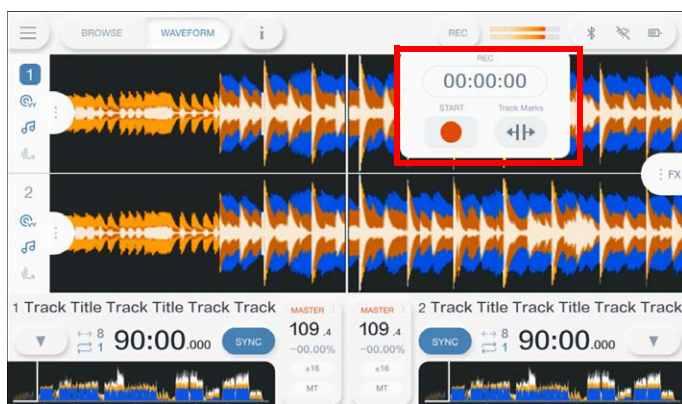 BROWSE WAVEFORM i REC
REC
00:00:00
START Track Marks
1
FX
2
1 Track Title Track Title Track Track
MASTER
MASTER
2 Track Title Track Title Track Track
109.4
109.4
8
1
90:00.000
SYNC
-00.00%
-00.00%
SYNC
8
1
90:00.000
±16
±16
MT
MT